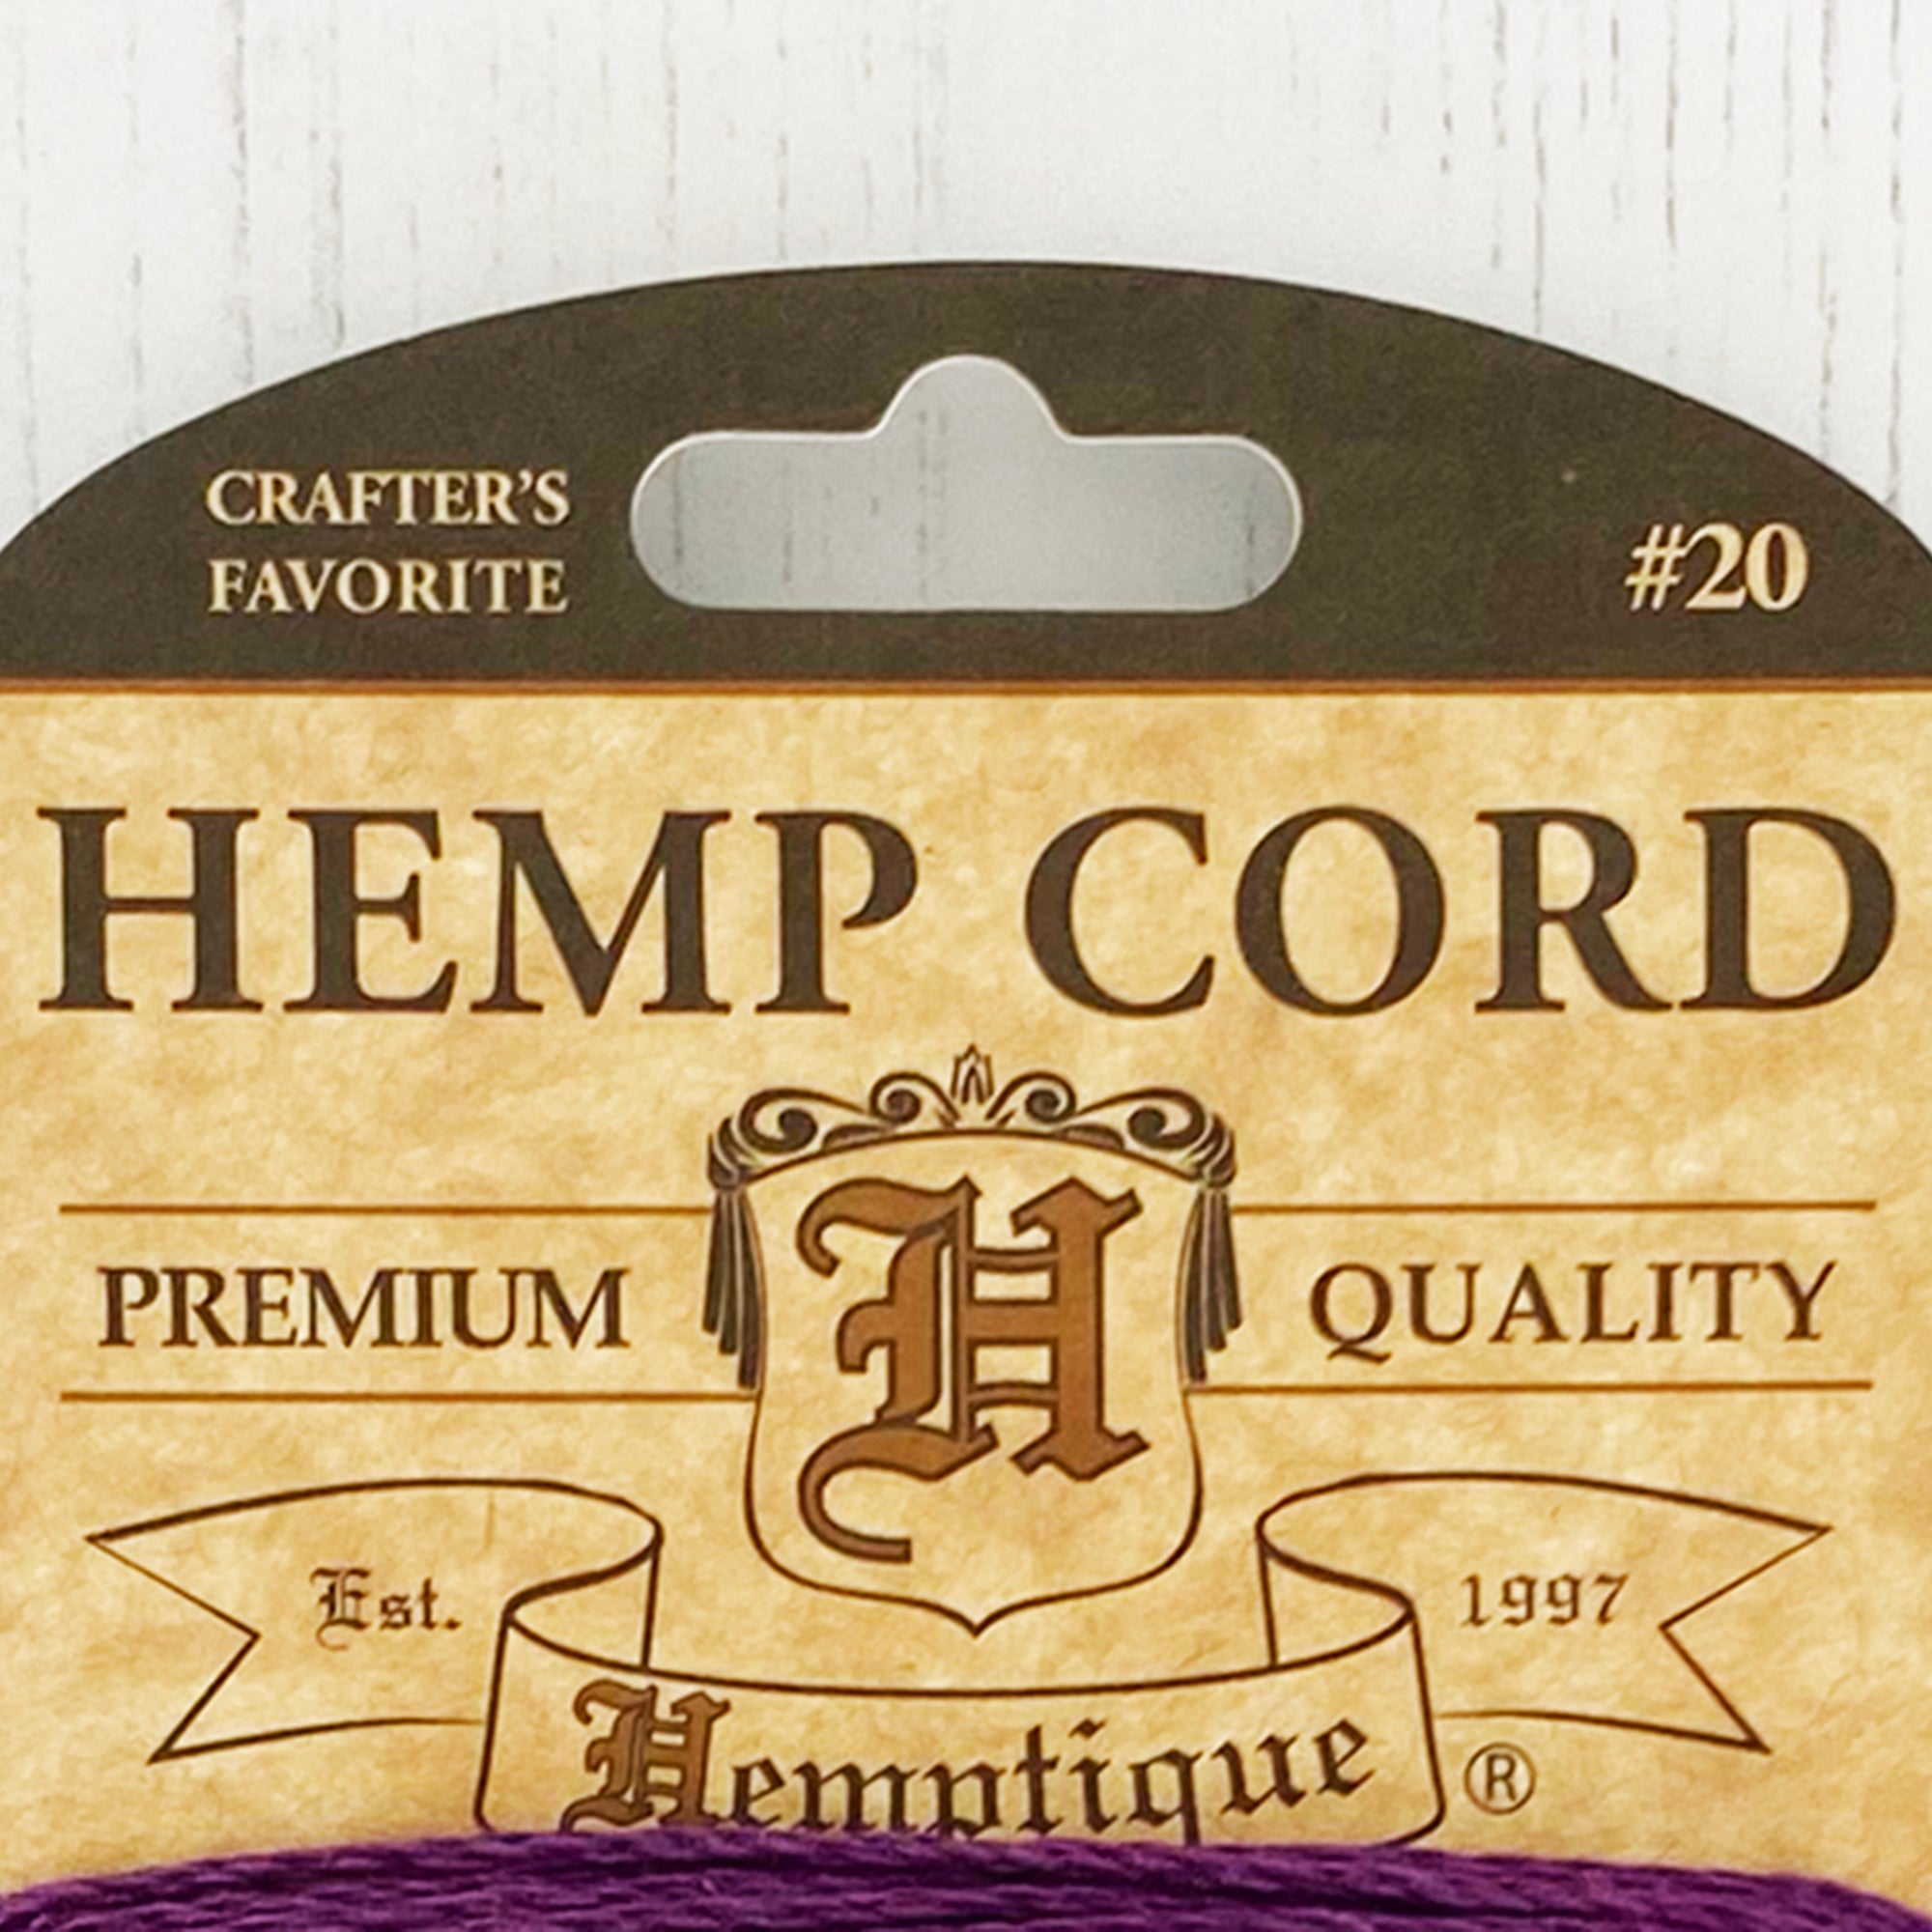 CRAFTER'S
FAVORITE
#20
HEMP CORD
H
PREMIUM QUALITY
Est. 1997
Hemptique ®